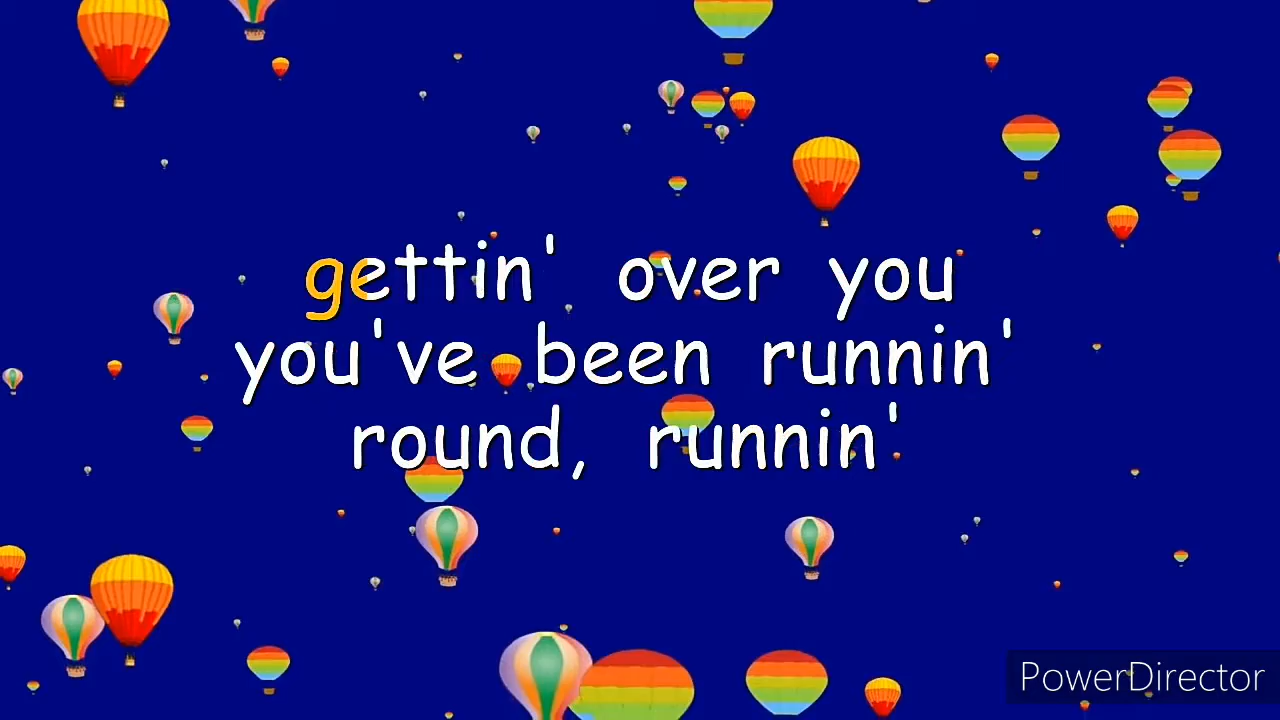 gettin' over you
you've been runnin'
round, runnin'
PowerDirector